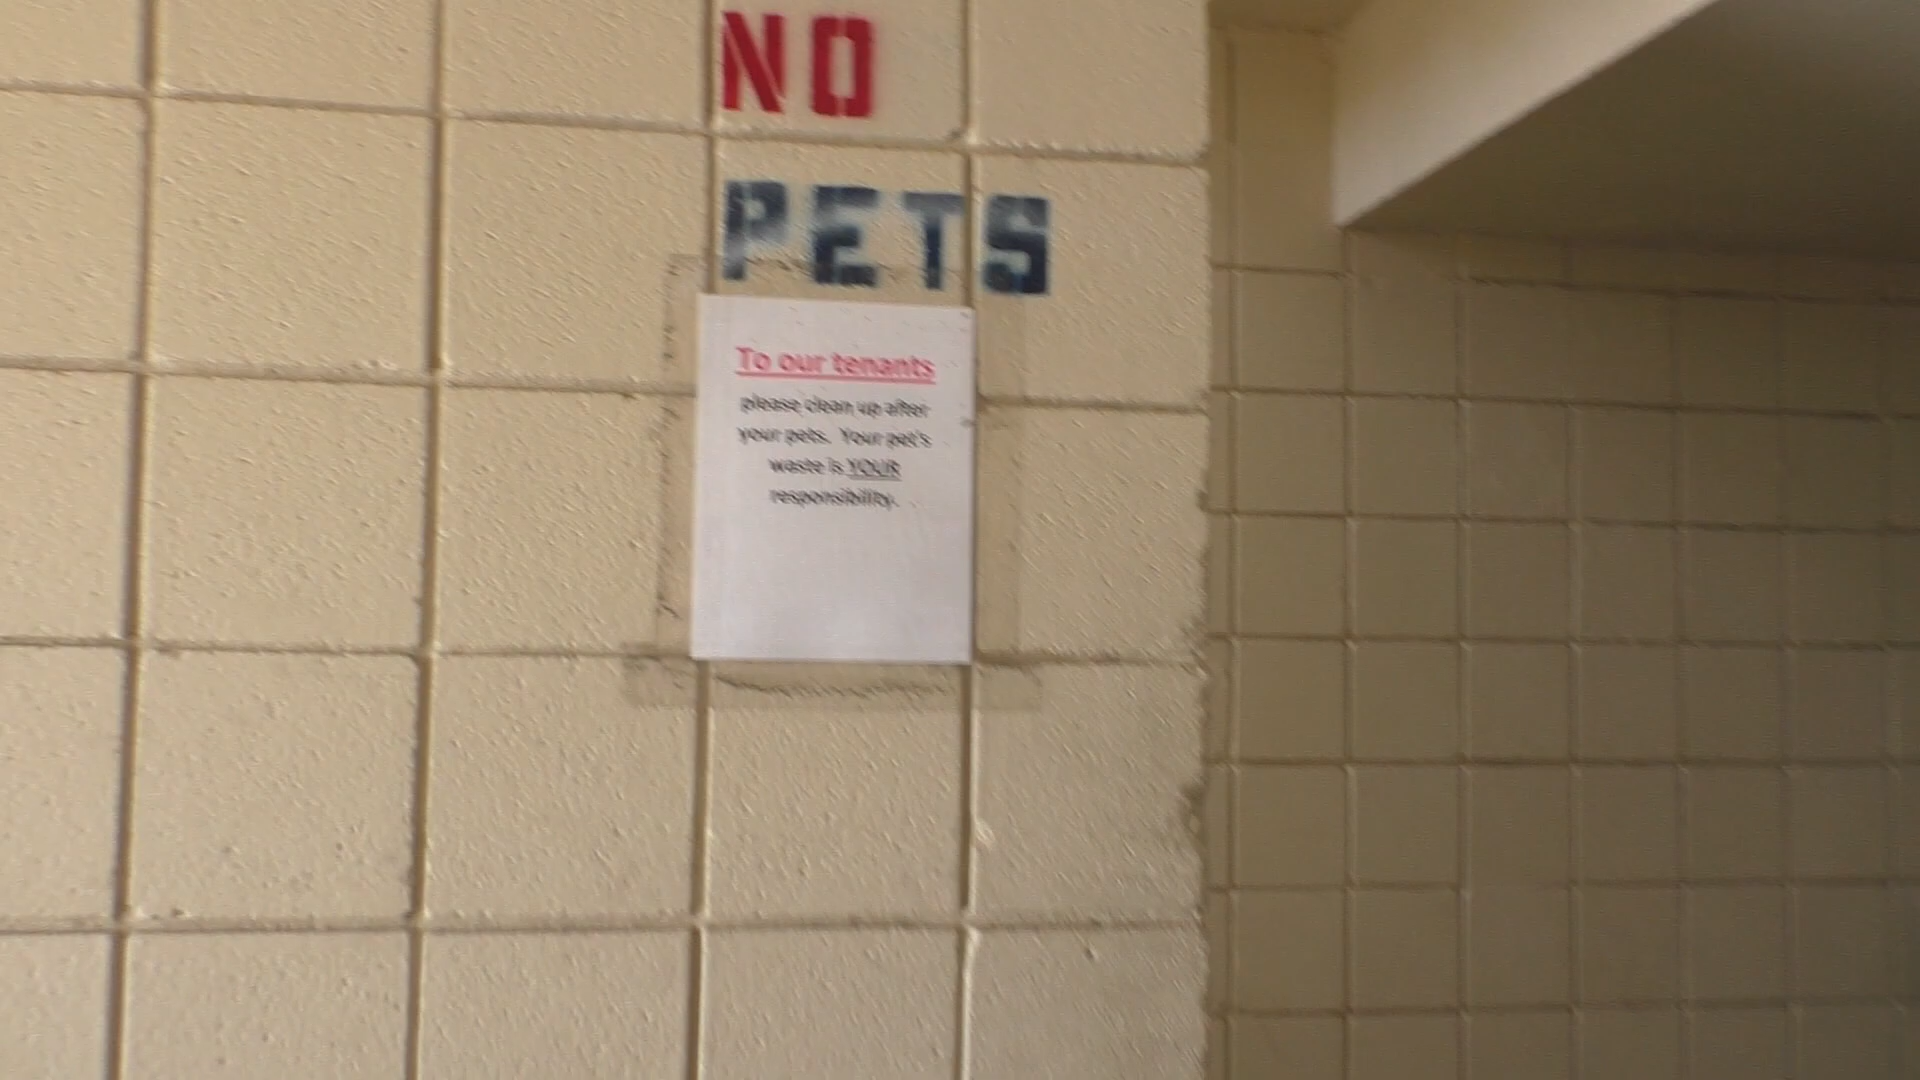 NO
PETS
To our tenants
please clean up after
your pets. Your pet's
waste is YOUR
responsibility.